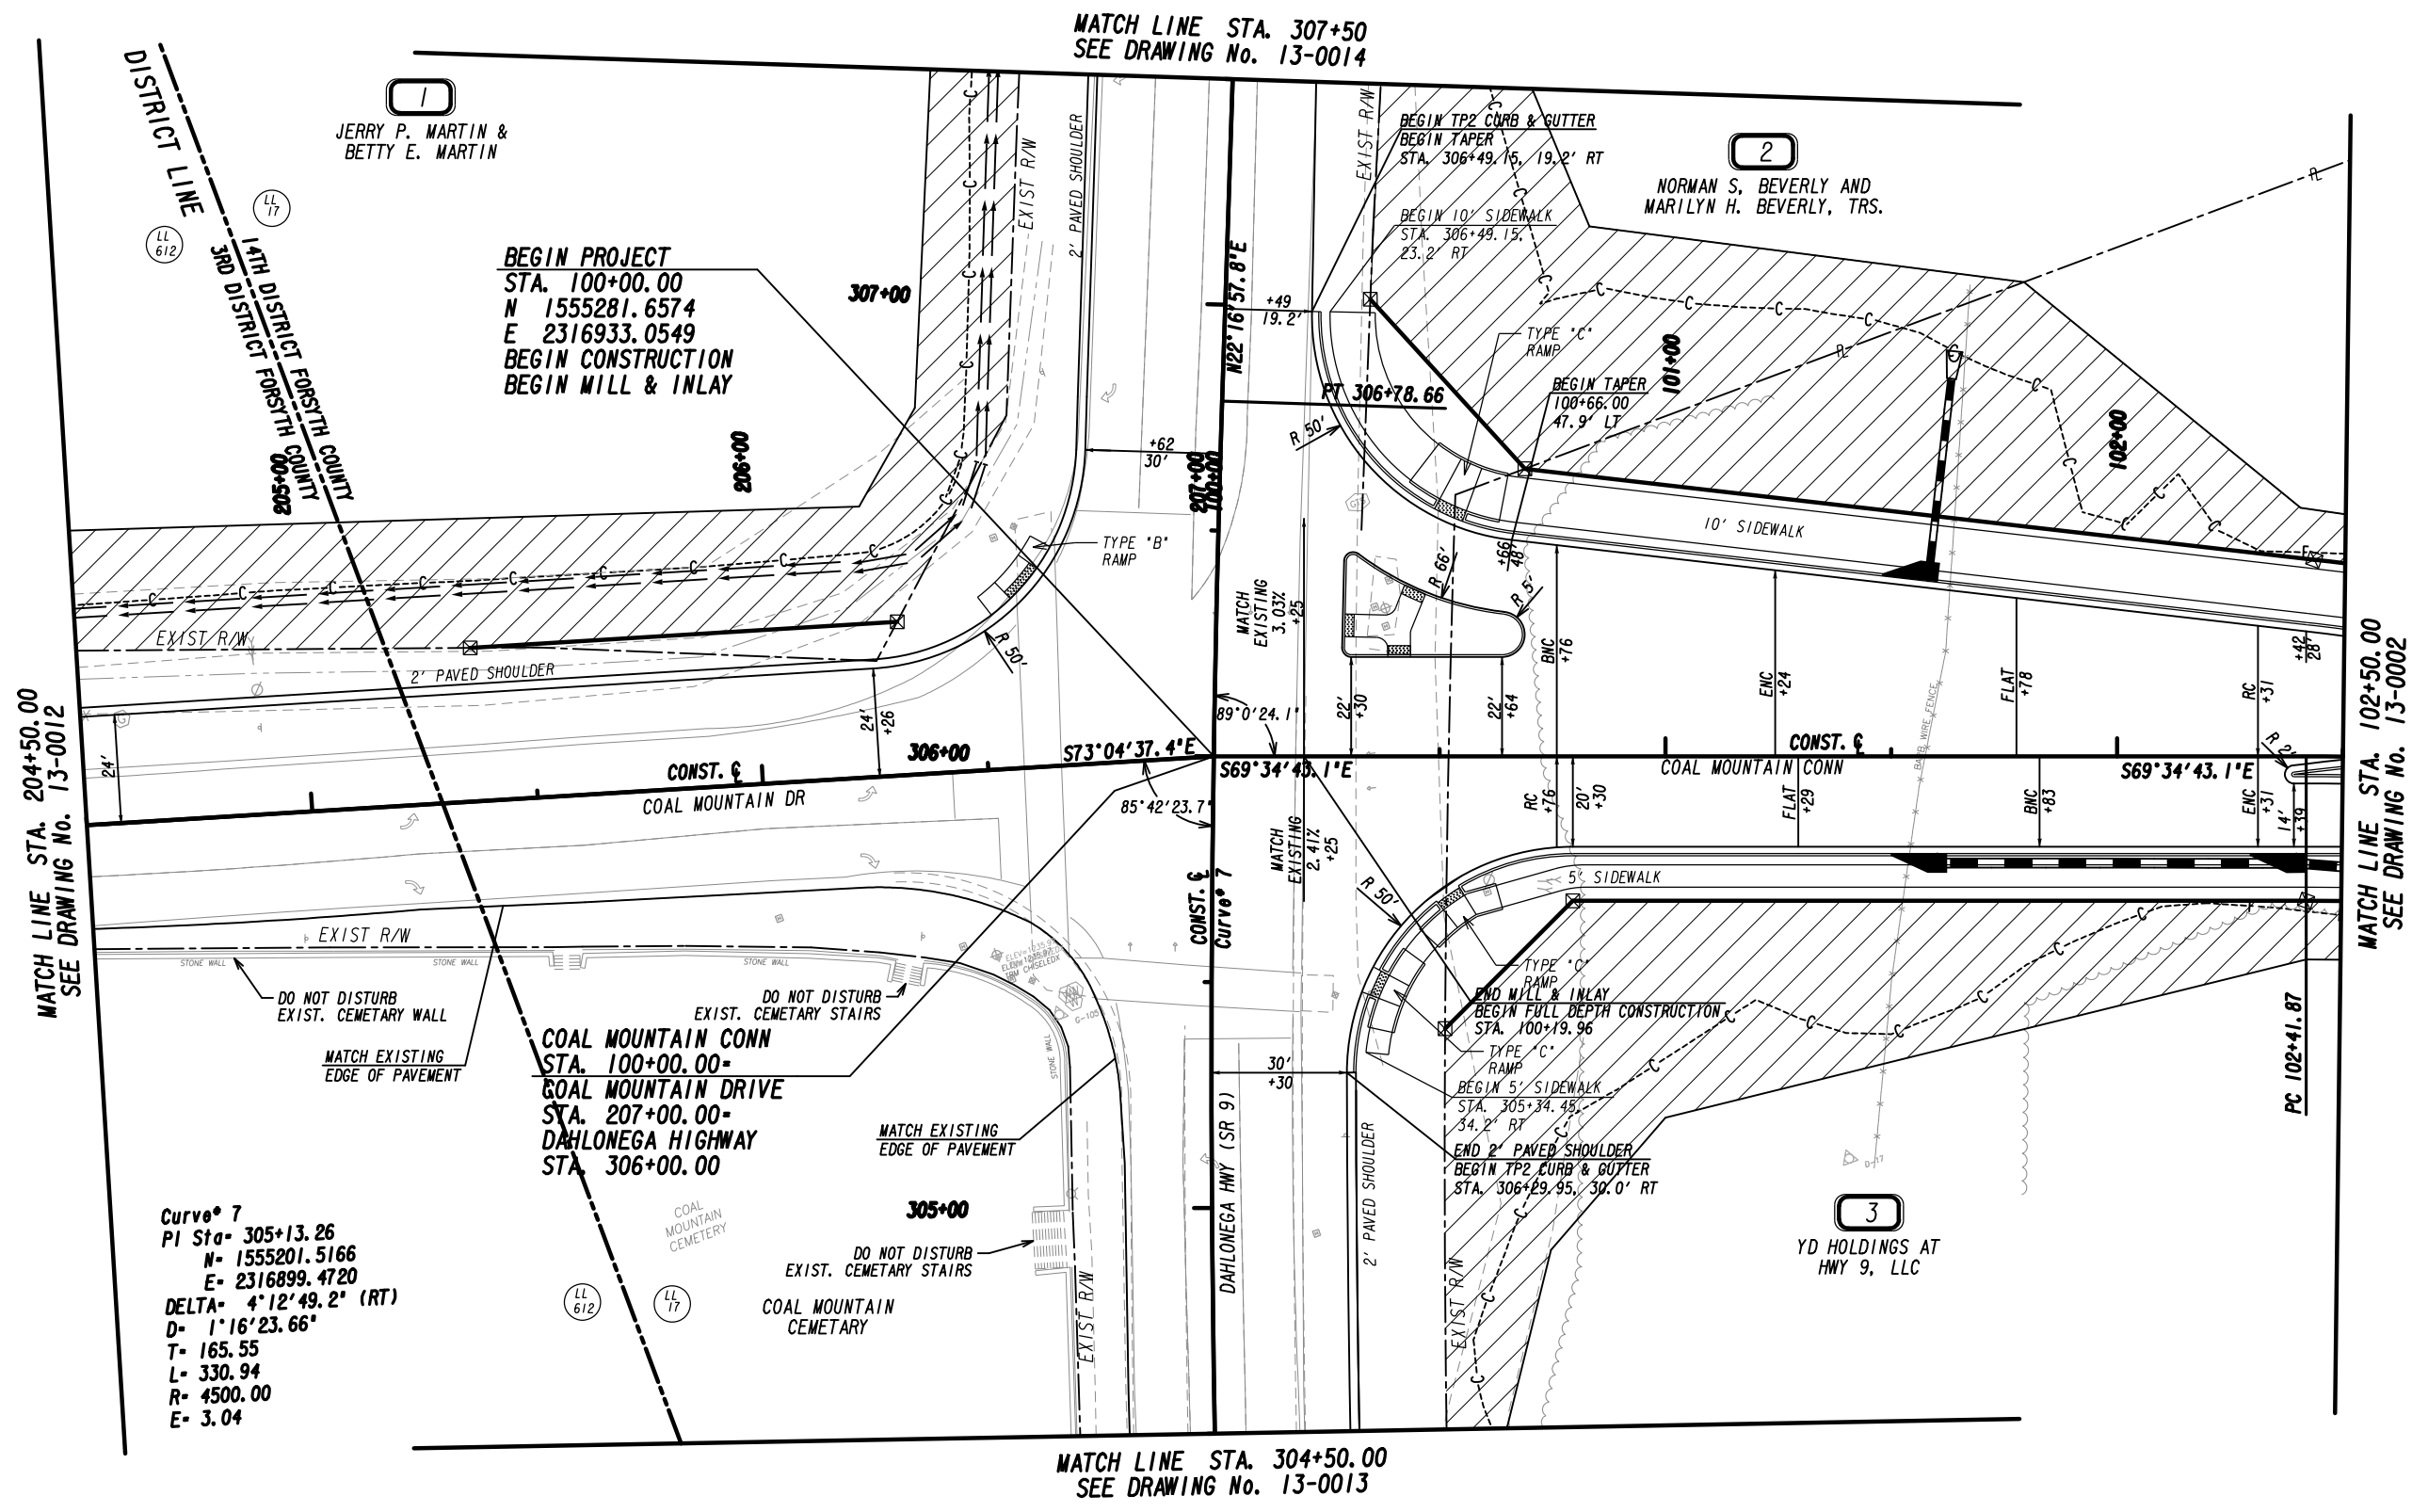 MATCH LINE STA. 307+50
SEE DRAWING No. 13-0014
DISTRICT LINE
1
JERRY P. MARTIN &
BETTY E. MARTIN
LL
17
LL
612
14TH DISTRICT FORSYTH COUNTY
3RD DISTRICT FORSYTH COUNTY
BEGIN PROJECT
STA. 100+00.00
N 1555281.6574
E 2316933.0549
BEGIN CONSTRUCTION
BEGIN MILL & INLAY
307+00
206+00
205+00
EXIST R/W
2' PAVED SHOULDER
N22°16'57.8"E
EXIST R/W
BEGIN TP2 CURB & GUTTER
BEGIN TAPER
STA. 306+49.15, 19.2' RT
BEGIN 10' SIDEWALK
STA. 306+49.15,
23.2' RT
2
NORMAN S. BEVERLY AND
MARILYN H. BEVERLY, TRS.
+49
19.2'
TYPE "C"
RAMP
PT 306+78.66
BEGIN TAPER
100+66.00
47.9' LT
101+00
102+00
R 50'
+62
30'
207+00
100+00
TYPE "B"
RAMP
10' SIDEWALK
R 66'
+66
48'
R 5'
MATCH
EXISTING
3.03%
+25
BNC
+76
ENC
+24
FLAT
+78
RC
+31
+42
28'
EXIST R/W
2' PAVED SHOULDER
R 50'
24'
+26
24'
22'
+30
22'
+64
89°0'24.1"
306+00
S73°04'37.4"E
CONST. ℄
COAL MOUNTAIN DR
S69°34'43.1"E
CONST. ℄
COAL MOUNTAIN CONN
S69°34'43.1"E
R 2'
BARB WIRE FENCE
85°42'23.7"
MATCH LINE STA. 204+50.00
SEE DRAWING No. 13-0012
MATCH LINE STA. 102+50.00
SEE DRAWING No. 13-0002
RC
+76
20'
+30
FLAT
+29
BNC
+83
ENC
+31
14'
+39
MATCH
EXISTING
2.41%
+25
CONST. ℄
Curve# 7
R 50'
5' SIDEWALK
EXIST R/W
STONE WALL
STONE WALL
STONE WALL
STONE WALL
DO NOT DISTURB
EXIST. CEMETARY WALL
DO NOT DISTURB
EXIST. CEMETARY STAIRS
MATCH EXISTING
EDGE OF PAVEMENT
TBM CHISELEDX
G-105
TYPE "C"
RAMP
END MILL & INLAY
BEGIN FULL DEPTH CONSTRUCTION
STA. 100+19.96
TYPE "C"
RAMP
BEGIN 5' SIDEWALK
STA. 305+34.45,
34.2' RT
END 2' PAVED SHOULDER
BEGIN TP2 CURB & GUTTER
STA. 306+29.95, 30.0' RT
PC 102+41.87
COAL MOUNTAIN CONN
STA. 100+00.00=
COAL MOUNTAIN DRIVE
STA. 207+00.00=
DAHLONEGA HIGHWAY
STA. 306+00.00
30'
+30
MATCH EXISTING
EDGE OF PAVEMENT
305+00
DAHLONEGA HWY (SR 9)
2' PAVED SHOULDER
EXIST R/W
EXIST R/W
D-17
3
YD HOLDINGS AT
HWY 9, LLC
COAL
MOUNTAIN
CEMETERY
DO NOT DISTURB
EXIST. CEMETARY STAIRS
COAL MOUNTAIN
CEMETARY
LL
612
LL
17
Curve# 7
PI Sta= 305+13.26
N= 1555201.5166
E= 2316899.4720
DELTA= 4°12'49.2" (RT)
D= 1°16'23.66"
T= 165.55
L= 330.94
R= 4500.00
E= 3.04
MATCH LINE STA. 304+50.00
SEE DRAWING No. 13-0013